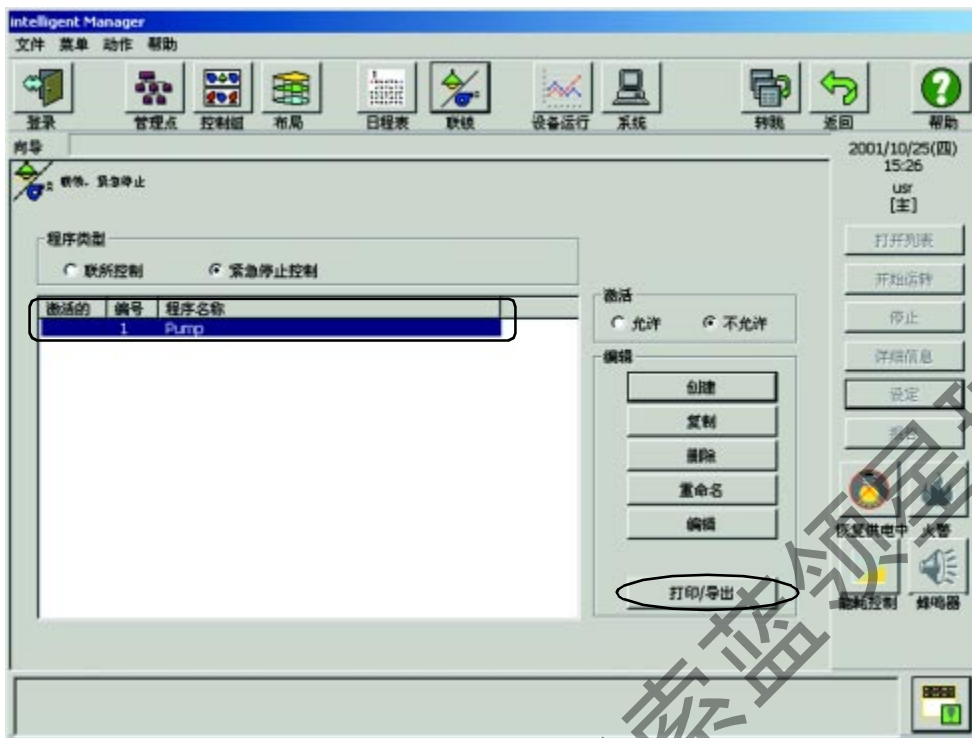 intelligent Manager
文件 菜单 动作 帮助
登录 管理点 控制组 布局 日程表 联锁 设备运行 系统 转跳 返回 帮助
向导
2001/10/25(四)
15:26
usr
[主]
联锁、紧急停止
程序类型
联所控制 紧急停止控制
激活的 编号 程序名称
1 Pump
激活
允许 不允许
编辑
创建
复制
删除
重命名
编辑
打印/导出
打开列表
开始运转
停止
详细信息
设定
恢复供电中 火警
能耗控制 蜂鸣器
索蓝领星